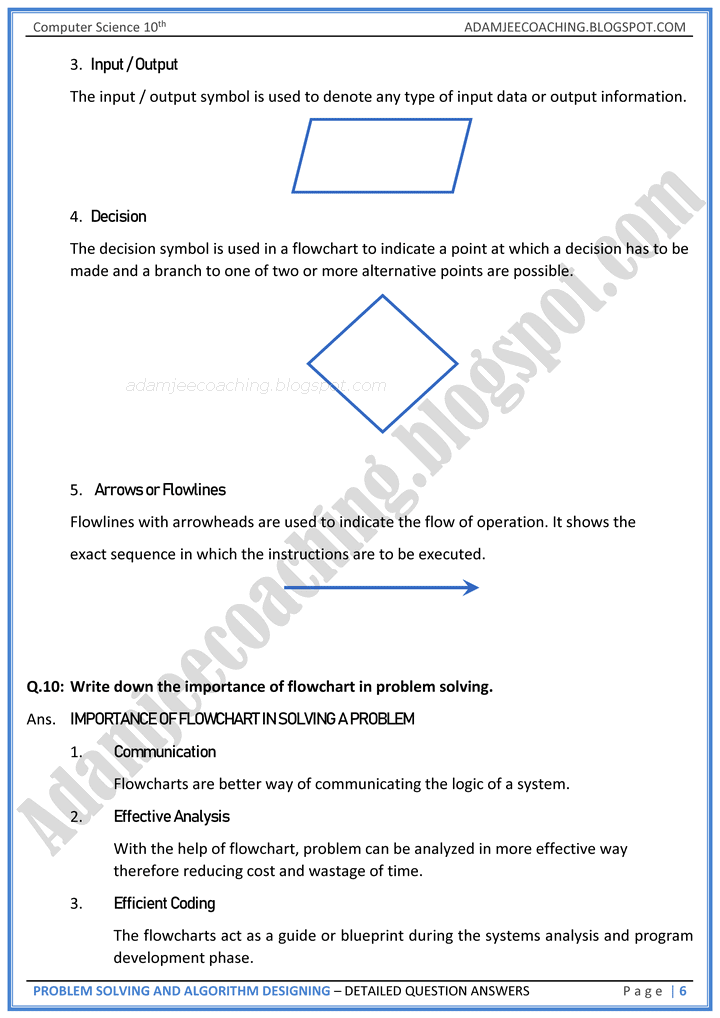 Computer Science 10th
ADAMJEECOACHING.BLOGSPOT.COM
3. Input / Output
The input / output symbol is used to denote any type of input data or output information.
4. Decision
The decision symbol is used in a flowchart to indicate a point at which a decision has to be
made and a branch to one of two or more alternative points are possible.
adamjeecoaching.blogspot.com
5. Arrows or Flowlines
Flowlines with arrowheads are used to indicate the flow of operation. It shows the
exact sequence in which the instructions are to be executed.
Q.10: Write down the importance of flowchart in problem solving.
Ans. IMPORTANCE OF FLOWCHART IN SOLVING A PROBLEM
1. Communication
Flowcharts are better way of communicating the logic of a system.
2. Effective Analysis
With the help of flowchart, problem can be analyzed in more effective way
therefore reducing cost and wastage of time.
3. Efficient Coding
The flowcharts act as a guide or blueprint during the systems analysis and program
development phase.
Adamjeecoaching.blogspot.com
PROBLEM SOLVING AND ALGORITHM DESIGNING – DETAILED QUESTION ANSWERS
Page | 6